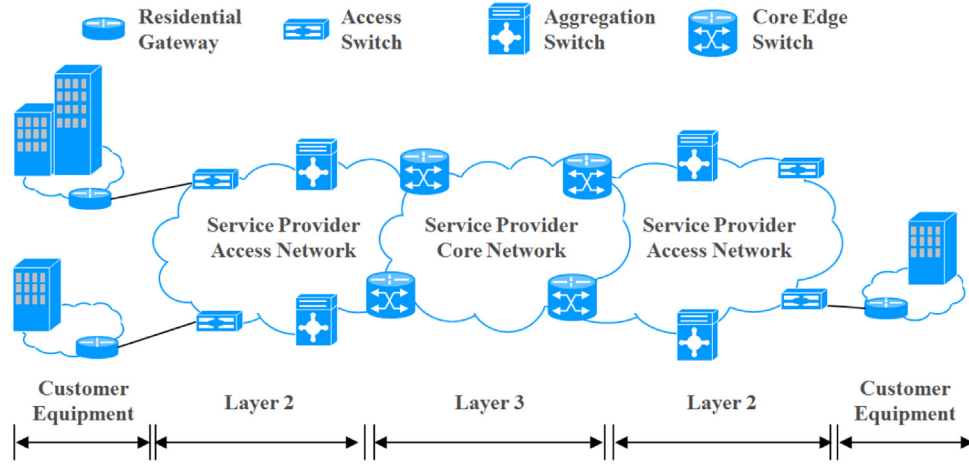 Residential
Gateway
Access
Switch
Aggregation
Switch
Core Edge
Switch
Service Provider
Access Network
Service Provider
Core Network
Service Provider
Access Network
Customer
Equipment
Layer 2
Layer 3
Layer 2
Customer
Equipment